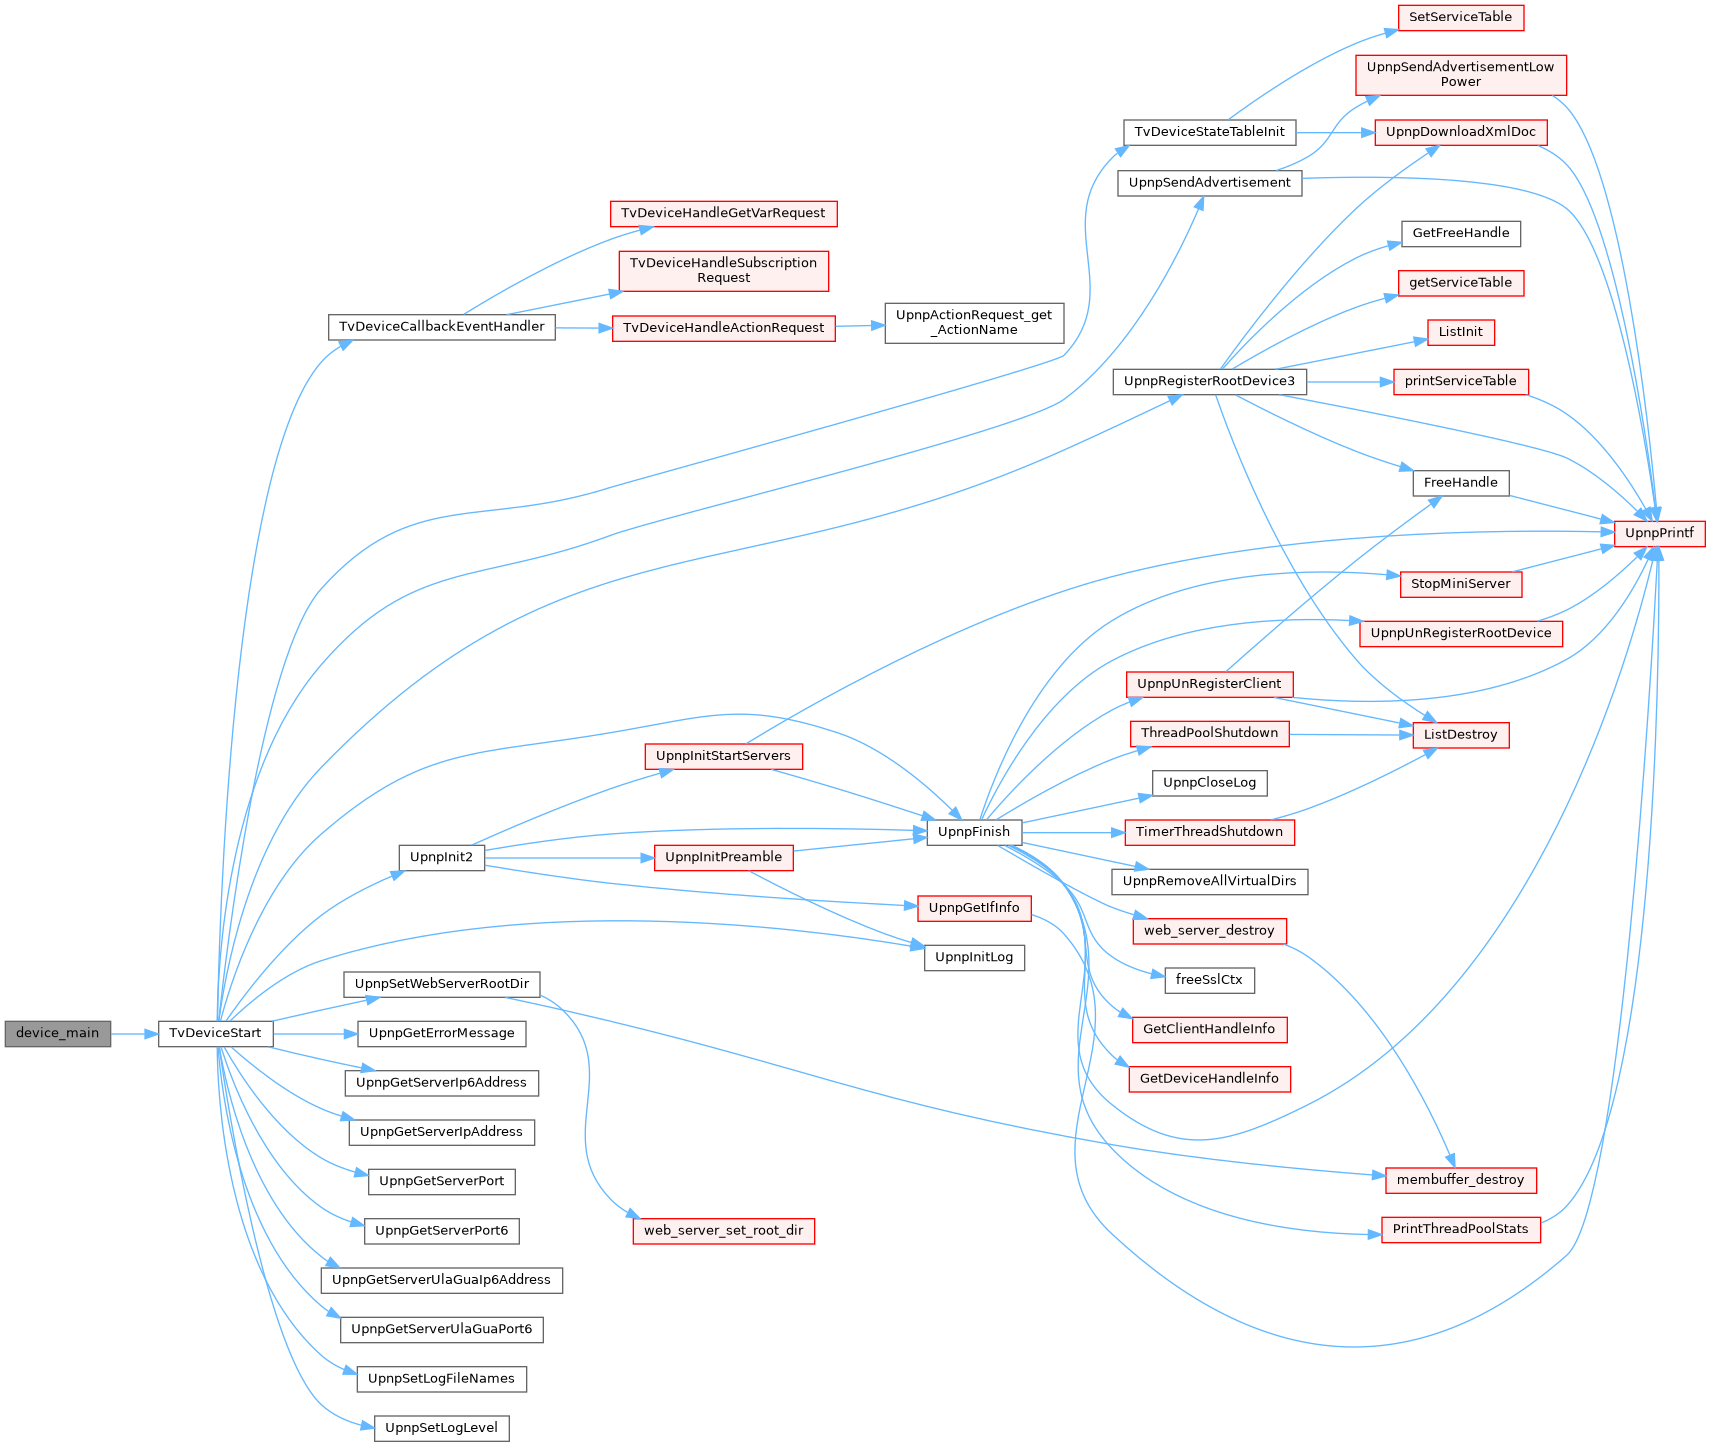 SetServiceTable
UpnpSendAdvertisementLow
Power
TvDeviceStateTableInit
UpnpDownloadXmlDoc
UpnpSendAdvertisement
TvDeviceHandleGetVarRequest
GetFreeHandle
TvDeviceHandleSubscription
Request
getServiceTable
TvDeviceCallbackEventHandler
TvDeviceHandleActionRequest
UpnpActionRequest_get
_ActionName
ListInit
UpnpRegisterRootDevice3
printServiceTable
FreeHandle
UpnpPrintf
StopMiniServer
UpnpUnRegisterRootDevice
UpnpUnRegisterClient
ThreadPoolShutdown
ListDestroy
UpnpInitStartServers
UpnpCloseLog
UpnpFinish
TimerThreadShutdown
UpnpInit2
UpnpInitPreamble
UpnpRemoveAllVirtualDirs
UpnpGetIfInfo
web_server_destroy
UpnpInitLog
UpnpSetWebServerRootDir
freeSslCtx
device_main
TvDeviceStart
UpnpGetErrorMessage
GetClientHandleInfo
UpnpGetServerIp6Address
GetDeviceHandleInfo
UpnpGetServerIpAddress
UpnpGetServerPort
membuffer_destroy
UpnpGetServerPort6
web_server_set_root_dir
PrintThreadPoolStats
UpnpGetServerUlaGuaIp6Address
UpnpGetServerUlaGuaPort6
UpnpSetLogFileNames
UpnpSetLogLevel